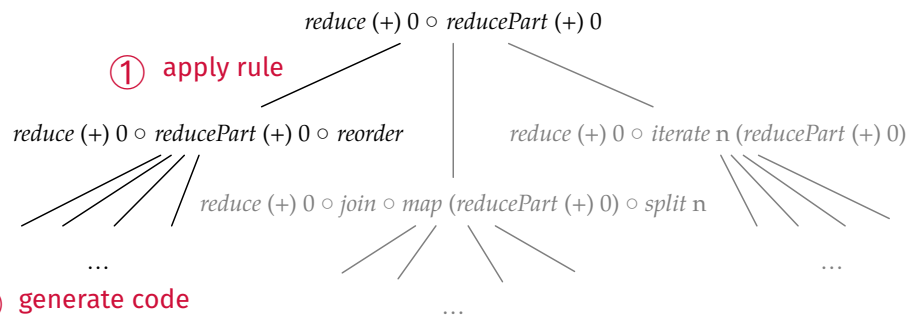 reduce (+) 0 ○ reducePart (+) 0
① apply rule
reduce (+) 0 ○ reducePart (+) 0 ○ reorder
reduce (+) 0 ○ iterate n (reducePart (+) 0)
reduce (+) 0 ○ join ○ map (reducePart (+) 0) ○ split n
...
...
generate code
...